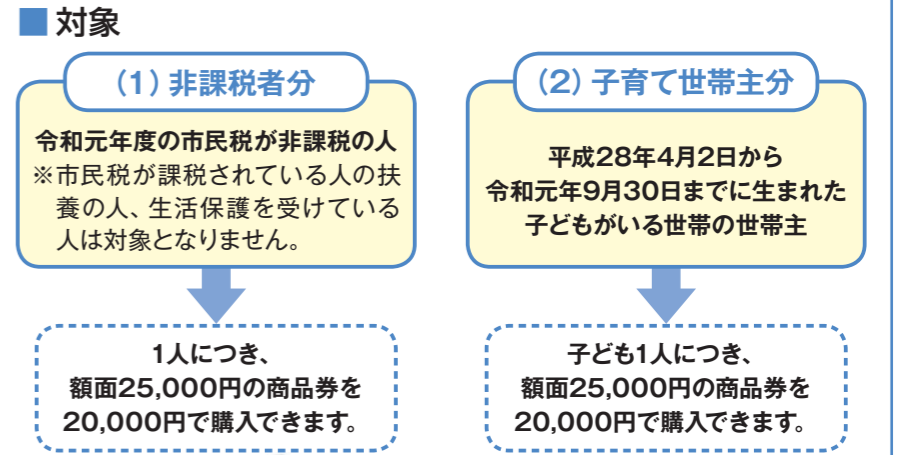 ■ 対象
(1)非課税者分
令和元年度の市民税が非課税の人
※市民税が課税されている人の扶
養の人、生活保護を受けている
人は対象となりません。
1人につき、
額面25,000円の商品券を
20,000円で購入できます。
(2)子育て世帯主分
平成28年4月2日から
令和元年9月30日までに生まれた
子どもがいる世帯の世帯主
子ども1人につき、
額面25,000円の商品券を
20,000円で購入できます。